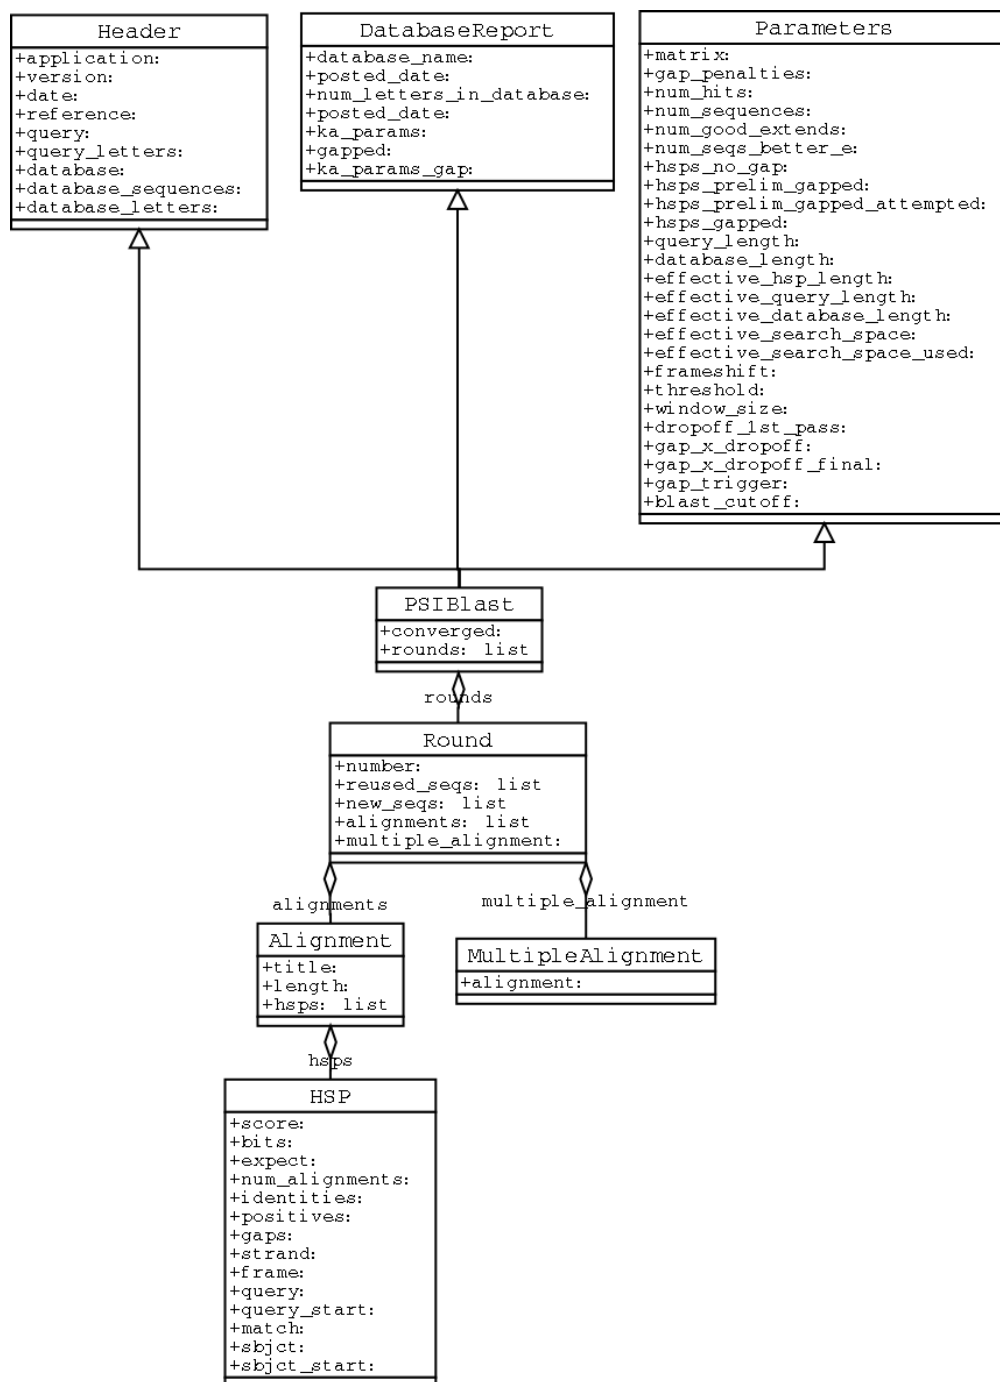 Header
+application:
+version:
+date:
+reference:
+query:
+query_letters:
+database:
+database_sequences:
+database_letters:
DatabaseReport
+database_name:
+posted_date:
+num_letters_in_database:
+posted_date:
+ka_params:
+gapped:
+ka_params_gap:
Parameters
+matrix:
+gap_penalties:
+num_hits:
+num_sequences:
+num_good_extends:
+num_seqs_better_e:
+hsps_no_gap:
+hsps_prelim_gapped:
+hsps_prelim_gapped_attempted:
+hsps_gapped:
+query_length:
+database_length:
+effective_hsp_length:
+effective_query_length:
+effective_database_length:
+effective_search_space:
+effective_search_space_used:
+frameshift:
+threshold:
+window_size:
+dropoff_1st_pass:
+gap_x_dropoff:
+gap_x_dropoff_final:
+gap_trigger:
+blast_cutoff:
PSIBlast
+converged:
+rounds: list
rounds
Round
+number:
+reused_seqs: list
+new_seqs: list
+alignments: list
+multiple_alignment:
alignments
multiple_alignment
Alignment
+title:
+length:
+hsps: list
MultipleAlignment
+alignment:
hsps
HSP
+score:
+bits:
+expect:
+num_alignments:
+identities:
+positives:
+gaps:
+strand:
+frame:
+query:
+query_start:
+match:
+sbjct:
+sbjct_start: